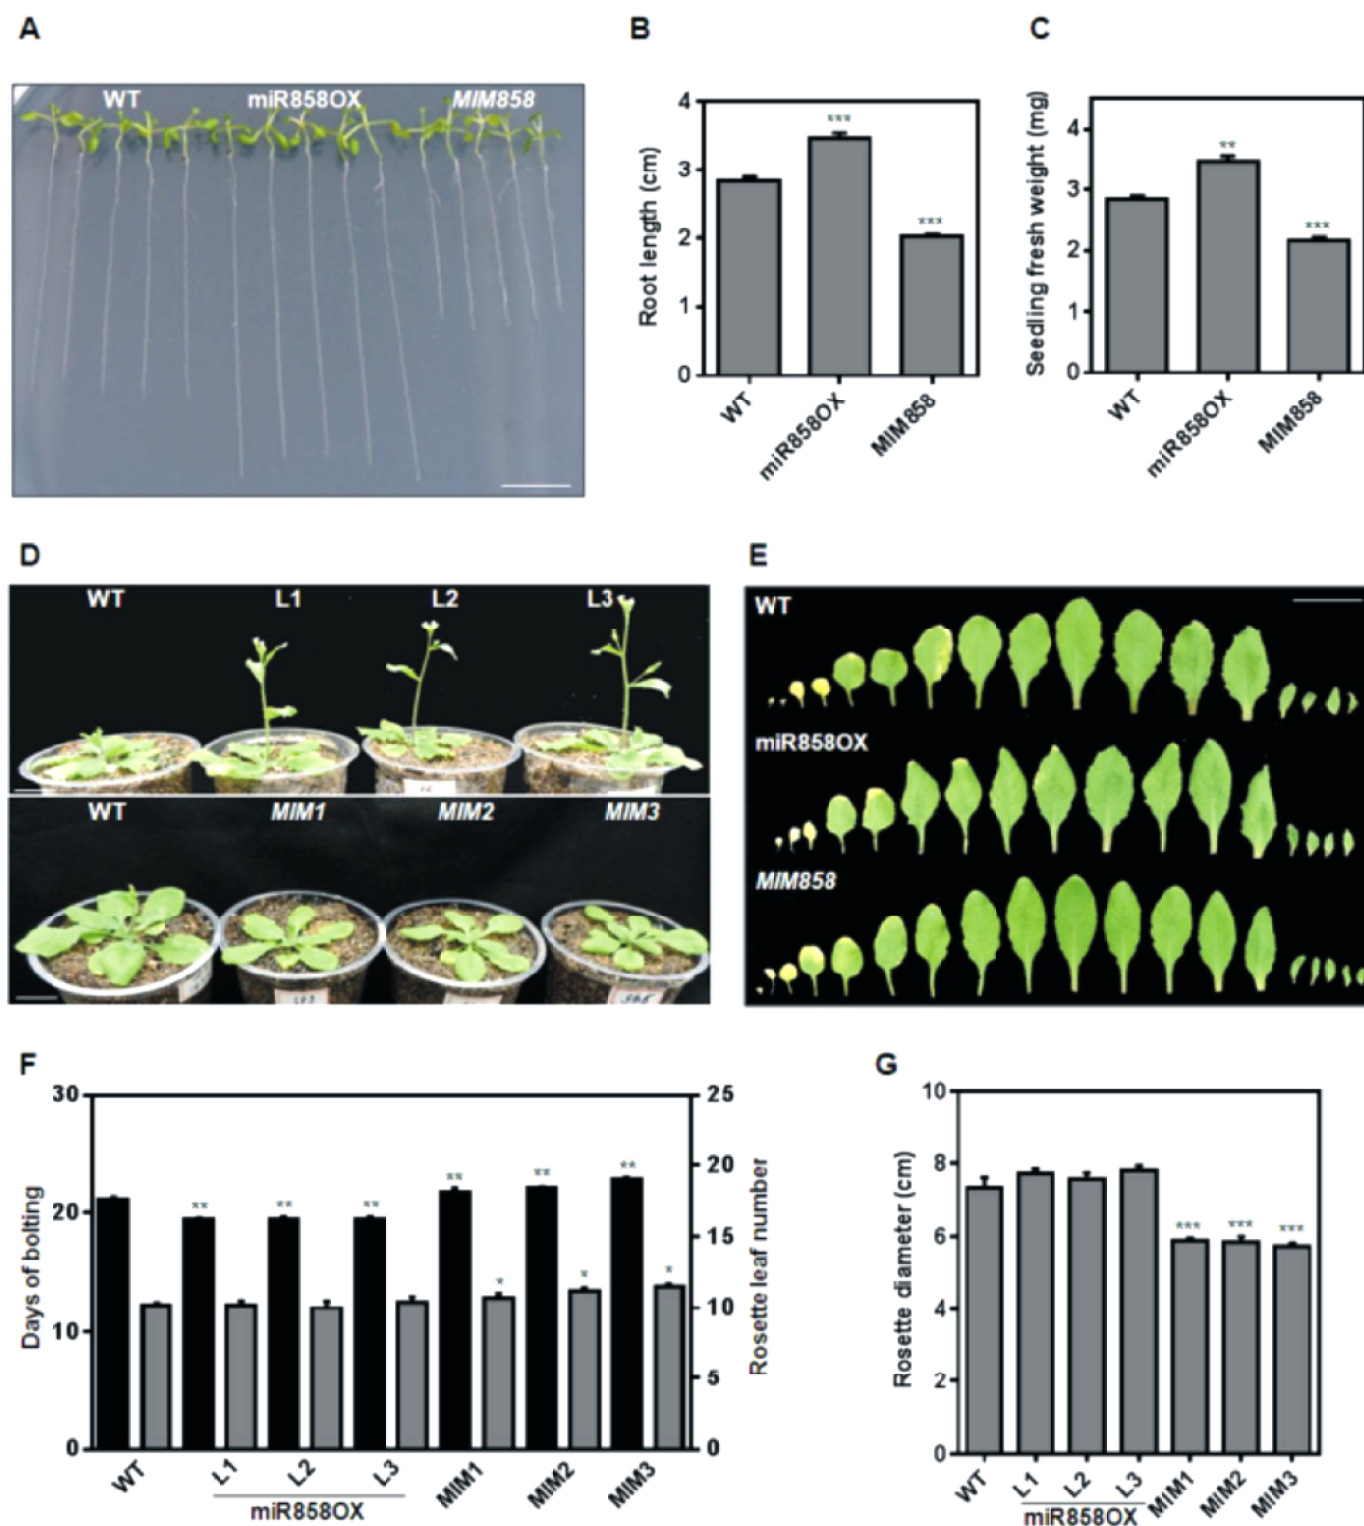 A
B
C
WT miR858OX MIM858
Root length (cm)
4
3
2
1
0
***
***
WT
miR858OX
MIM858
Seedling fresh weight (mg)
4
3
2
1
0
**
***
WT
miR858OX
MIM858
D
E
WT L1 L2 L3
WT MIM1 MIM2 MIM3
WT
miR858OX
MIM858
F
G
Days of bolting
30
20
10
0
** ** ** ** ** **
* * *
25
20
15
10
5
0
Rosette leaf number
WT L1 L2 L3 MIM1 MIM2 MIM3
miR858OX
Rosette diameter (cm)
10
8
6
4
2
0
*** *** ***
WT L1 L2 L3 MIM1 MIM2 MIM3
miR858OX